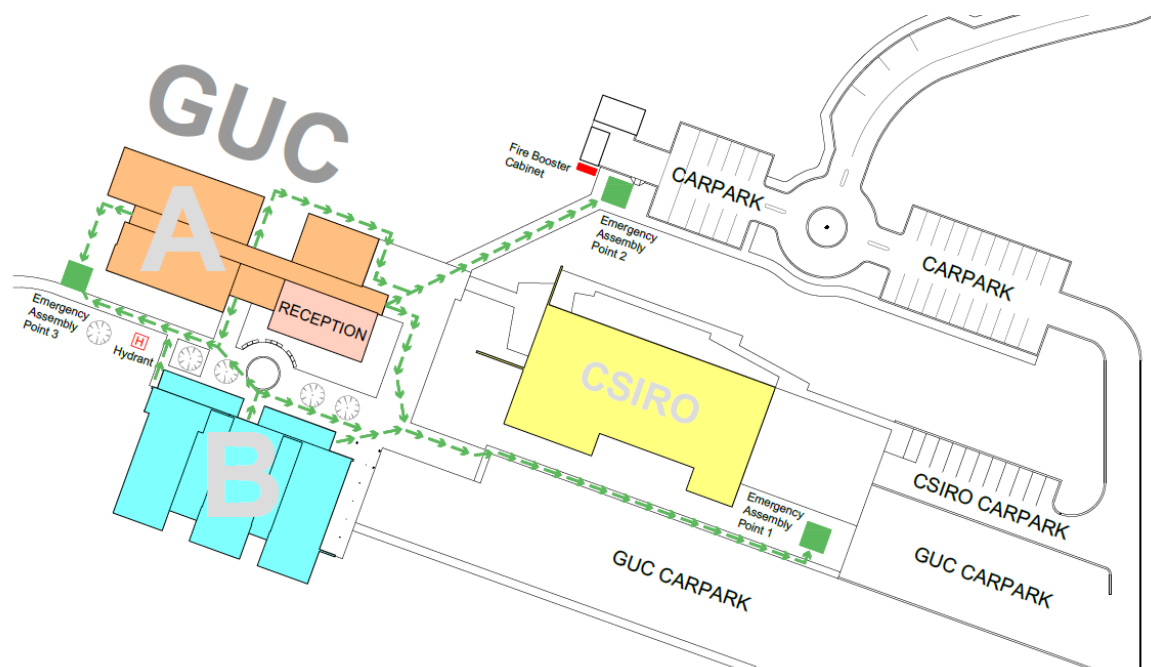 GUC
A
RECEPTION
B
Emergency
Assembly
Point 3
H
Hydrant
Fire Booster
Cabinet
Emergency
Assembly
Point 2
CARPARK
CARPARK
CSIRO
Emergency
Assembly
Point 1
CSIRO CARPARK
GUC CARPARK
GUC CARPARK